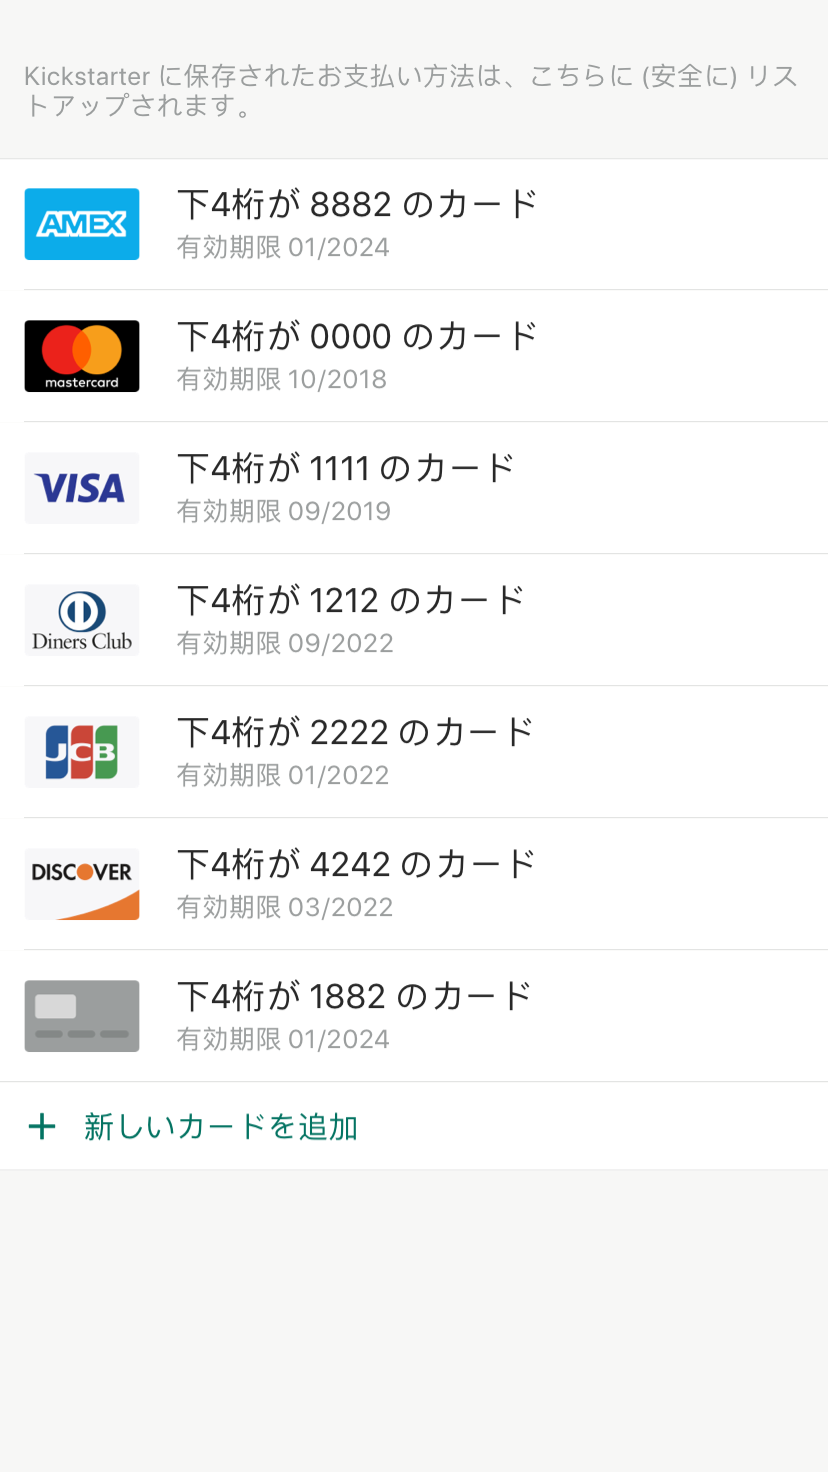 Kickstarter に保存されたお支払い方法は、こちらに (安全に) リス
トアップされます。
AMEX
下4桁が 8882 のカード
有効期限 01/2024
mastercard
下4桁が 0000 のカード
有効期限 10/2018
VISA
下4桁が 1111 のカード
有効期限 09/2019
Diners Club
下4桁が 1212 のカード
有効期限 09/2022
JCB
下4桁が 2222 のカード
有効期限 01/2022
DISCOVER
下4桁が 4242 のカード
有効期限 03/2022
下4桁が 1882 のカード
有効期限 01/2024
+ 新しいカードを追加